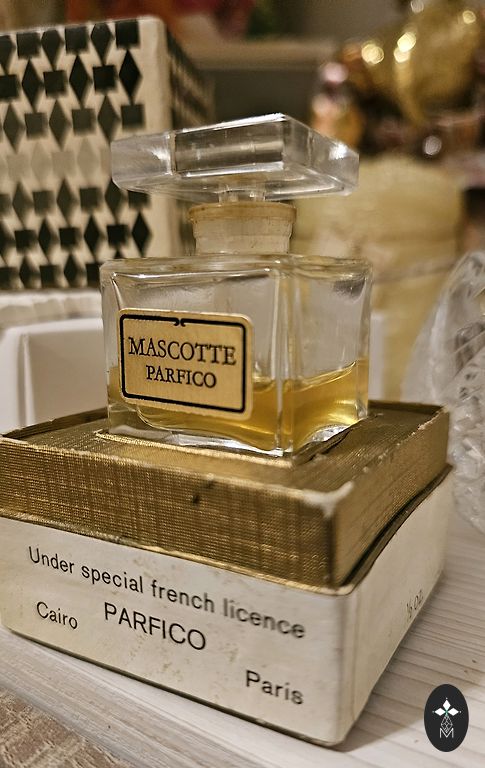 MASCOTTE
PARFICO
Under special french licence
Cairo PARFICO Paris